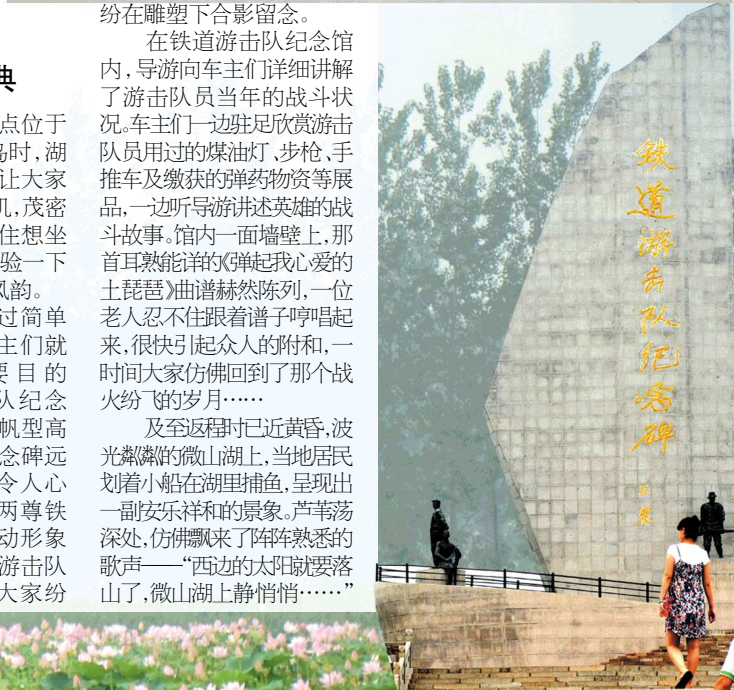 典
点位于
岛时,湖
让大家
几,茂密
住想坐
验一下
风韵。
过简单
主们就
要目的
队纪念
帆型高
念碑远
令人心
两尊铁
动形象
游击队
大家纷
纷在雕塑下合影留念。
在铁道游击队纪念馆
内,导游向车主们详细讲解
了游击队员当年的战斗状
况。车主们一边驻足欣赏游击
队员用过的煤油灯、步枪、手
推车及缴获的弹药物资等展
品,一边听导游讲述英雄的战
斗故事。馆内一面墙壁上,那
首耳熟能详的《弹起我心爱的
土琵琶》曲谱赫然陈列,一位
老人忍不住跟着谱子哼唱起
来,很快引起众人的附和,一
时间大家仿佛回到了那个战
火纷飞的岁月……
及至返程时已近黄昏,波
光粼粼的微山湖上,当地居民
划着小船在湖里捕鱼,呈现出
一副安乐祥和的景象。芦苇荡
深处,仿佛飘来了阵阵熟悉的
歌声——“西边的太阳就要落
山了,微山湖上静悄悄……”
铁道游击队纪念碑